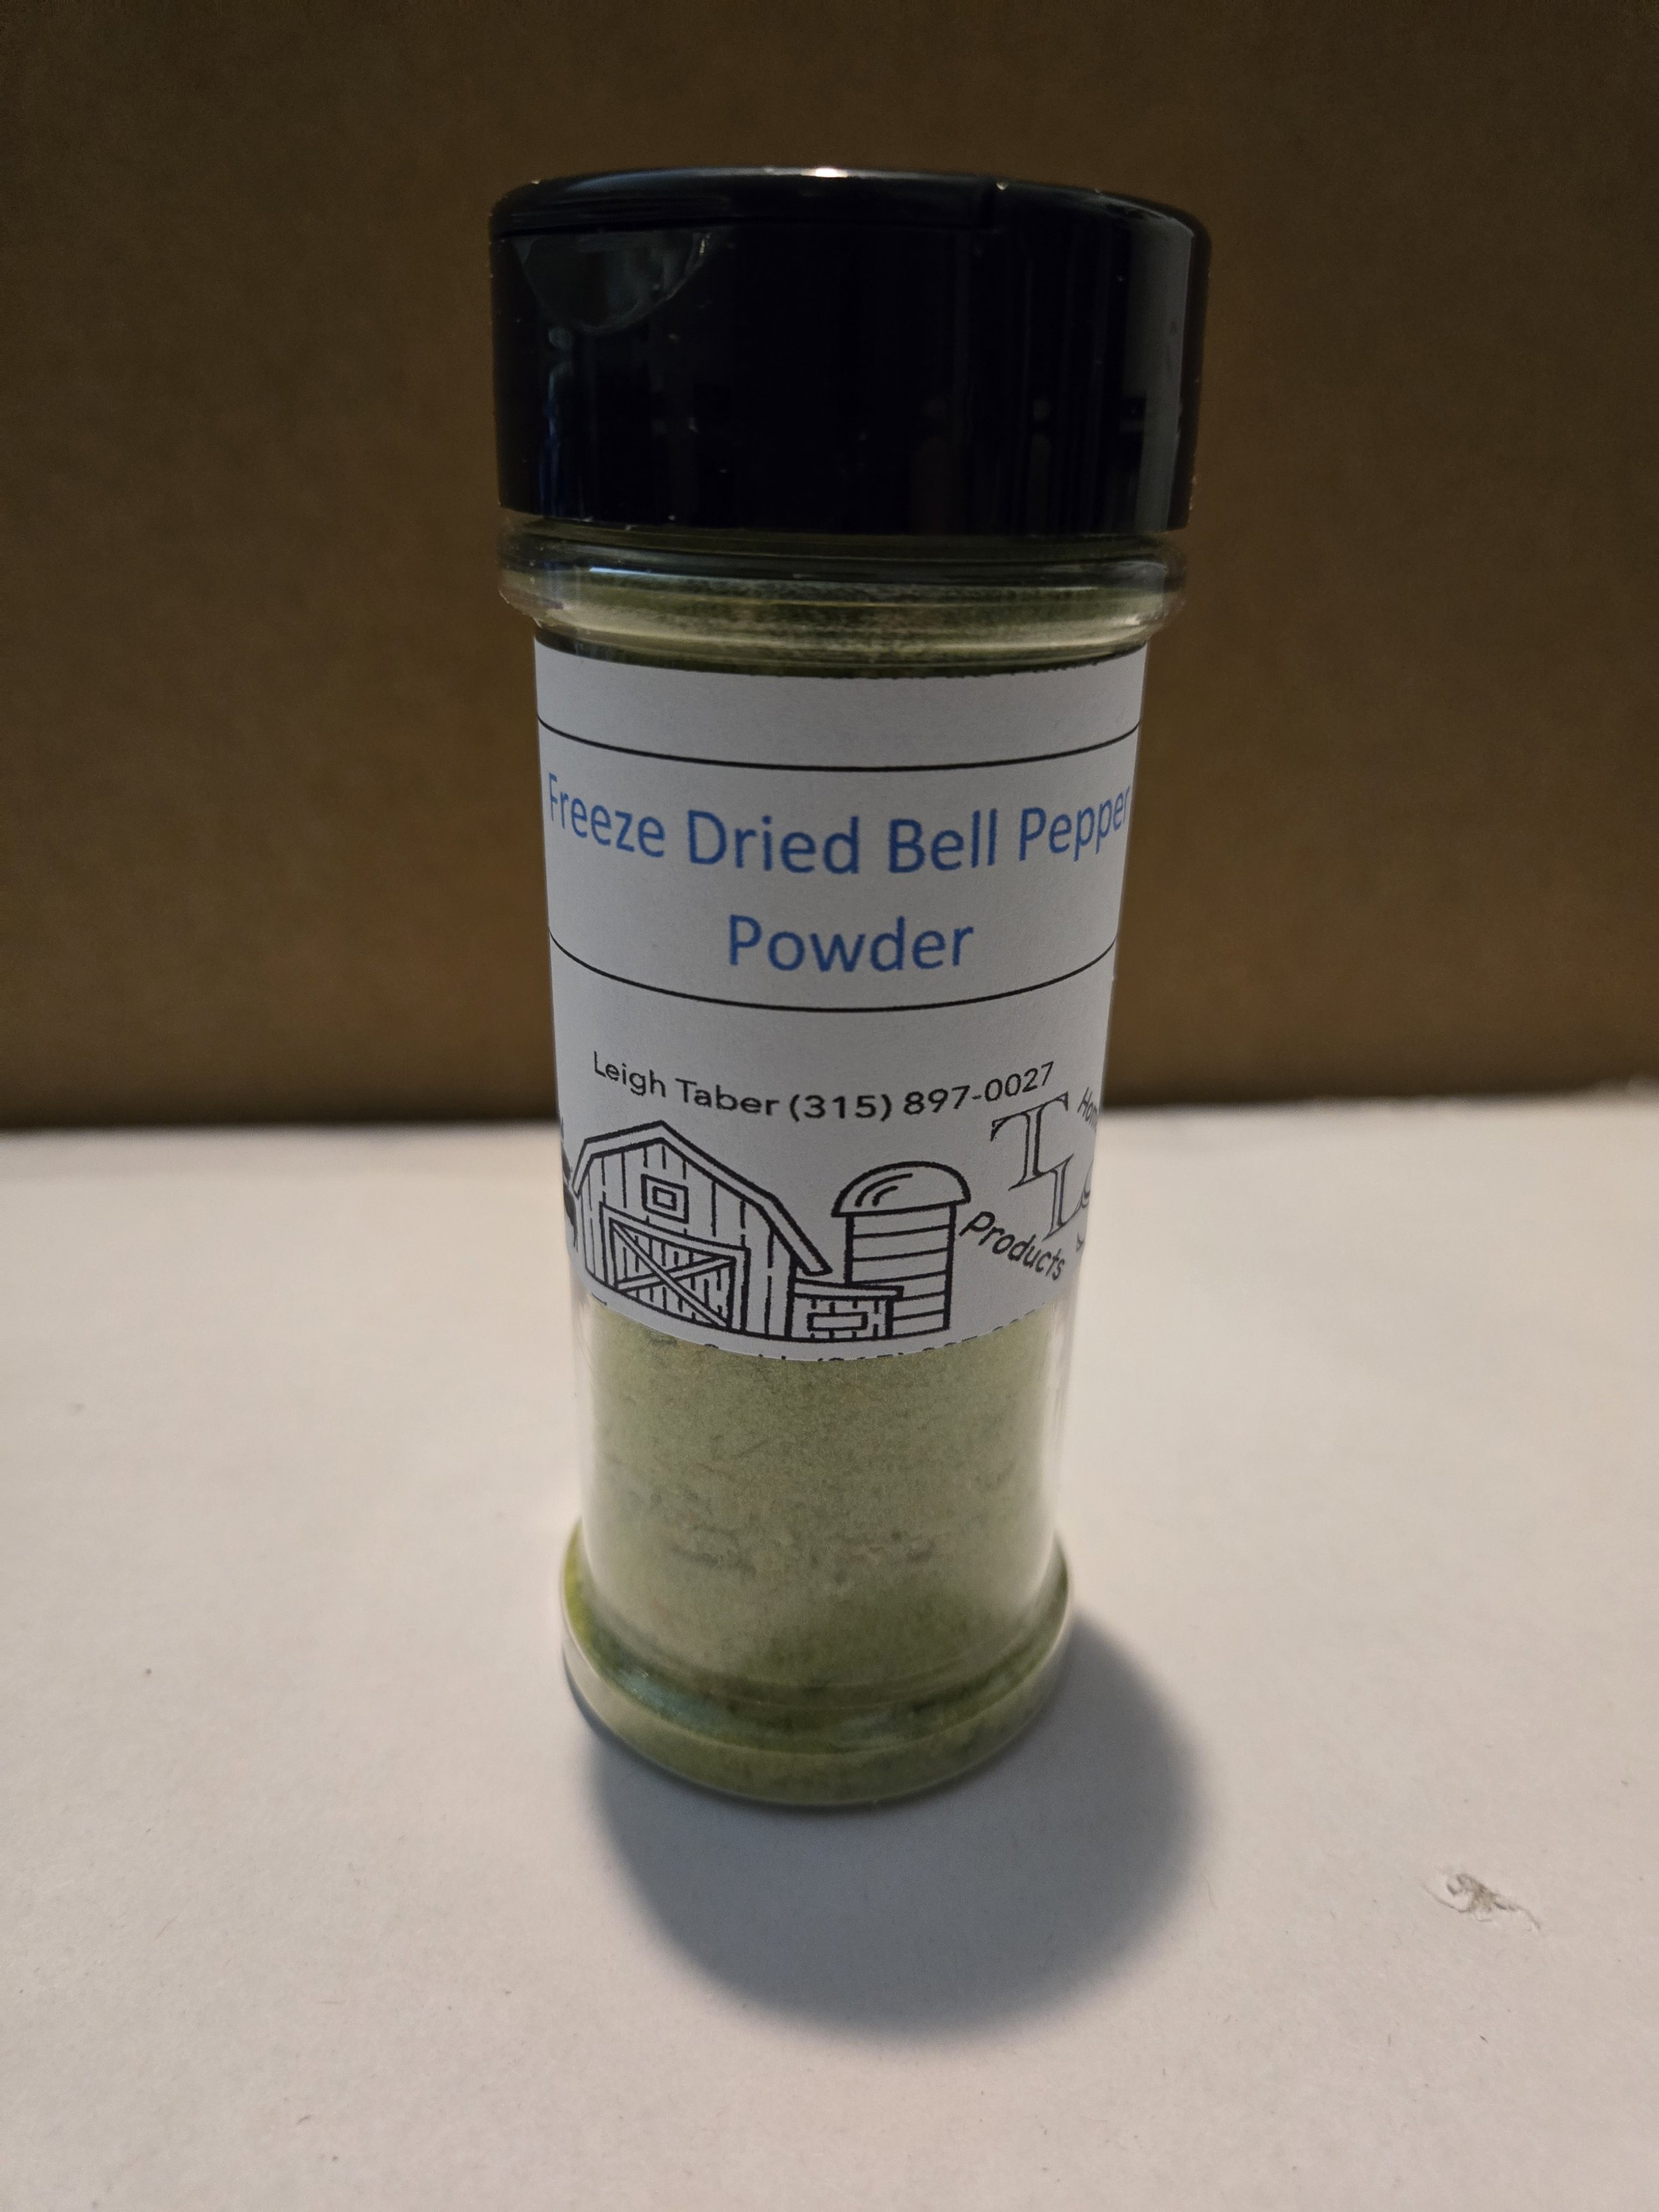 Freeze Dried Bell Pepper
Powder
Leigh Taber (315) 897-0027
T
Products